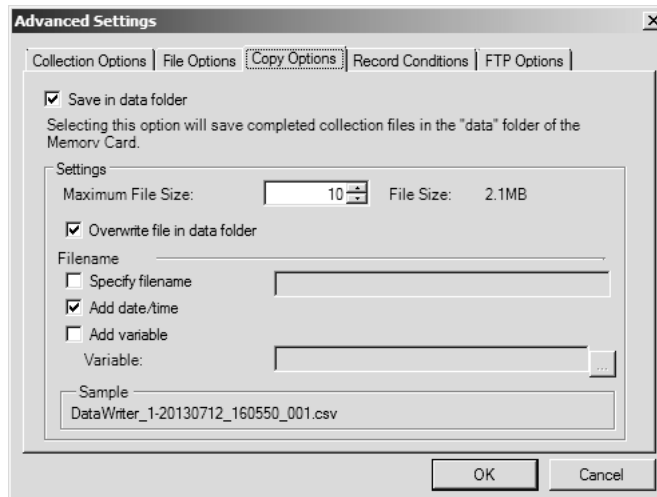 Advanced Settings
Collection Options File Options Copy Options Record Conditions FTP Options
Save in data folder
Selecting this option will save completed collection files in the "data" folder of the
Memory Card.
Settings
Maximum File Size: 10 File Size: 2.1MB
Overwrite file in data folder
Filename
Specify filename
Add date/time
Add variable
Variable: ...
Sample
DataWriter_1-20130712_160550_001.csv
OK Cancel